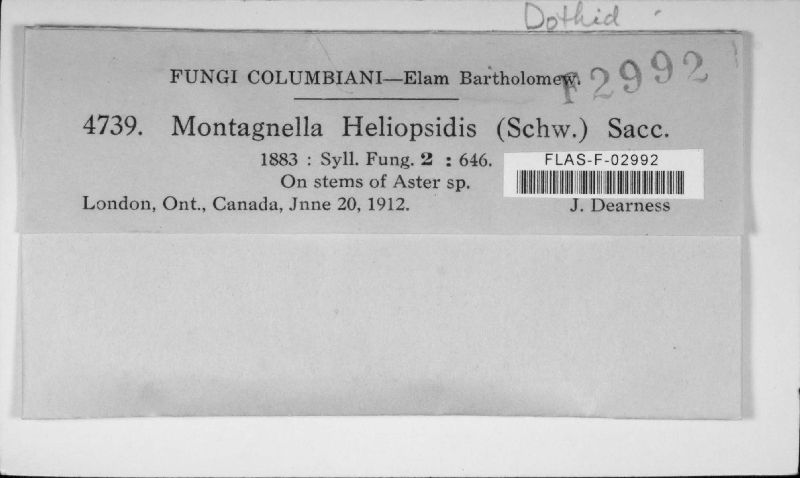 Dothid
FUNGI COLUMBIANI—Elam Bartholomew.
F2992
4739. Montagnella Heliopsidis (Schw.) Sacc.
1883 : Syll. Fung. 2 : 646.
FLAS-F-02992
On stems of Aster sp.
London, Ont., Canada, Jnne 20, 1912. J. Dearness